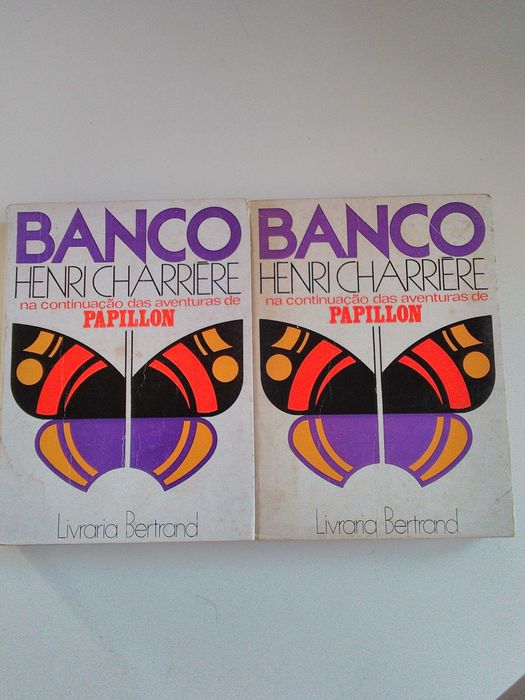 BANCO
HENRI CHARRIÈRE
na continuação das aventuras de
PAPILLON
Livraria Bertrand
BANCO
HENRI CHARRIÈRE
na continuação das aventuras de
PAPILLON
Livraria Bertrand